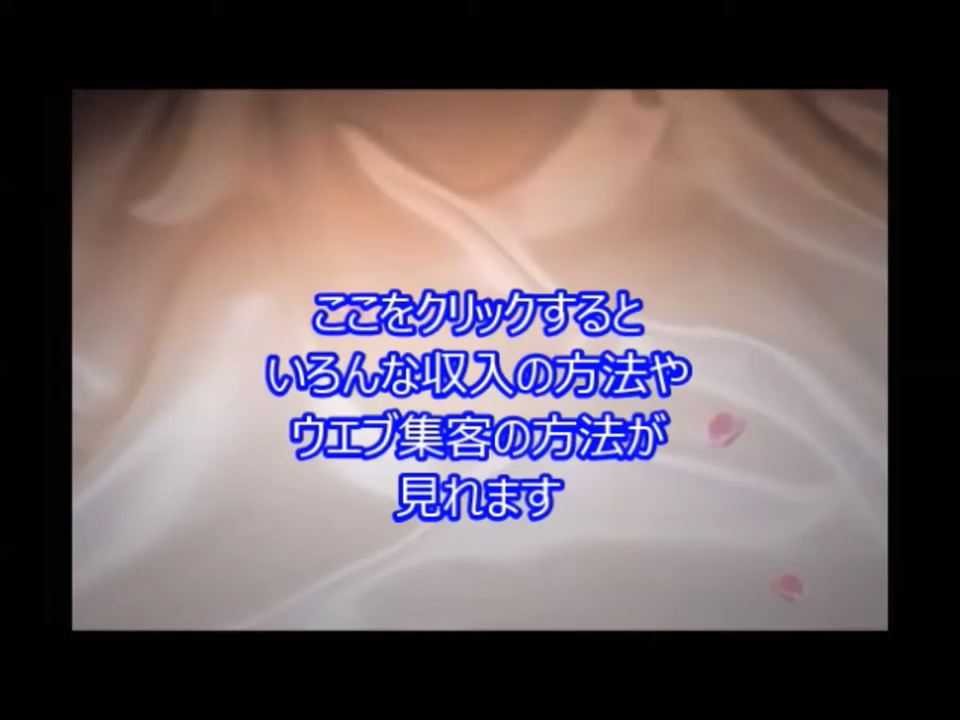 ここをクリックすると
いろんな収入の方法や
ウエブ集客の方法が
見れます